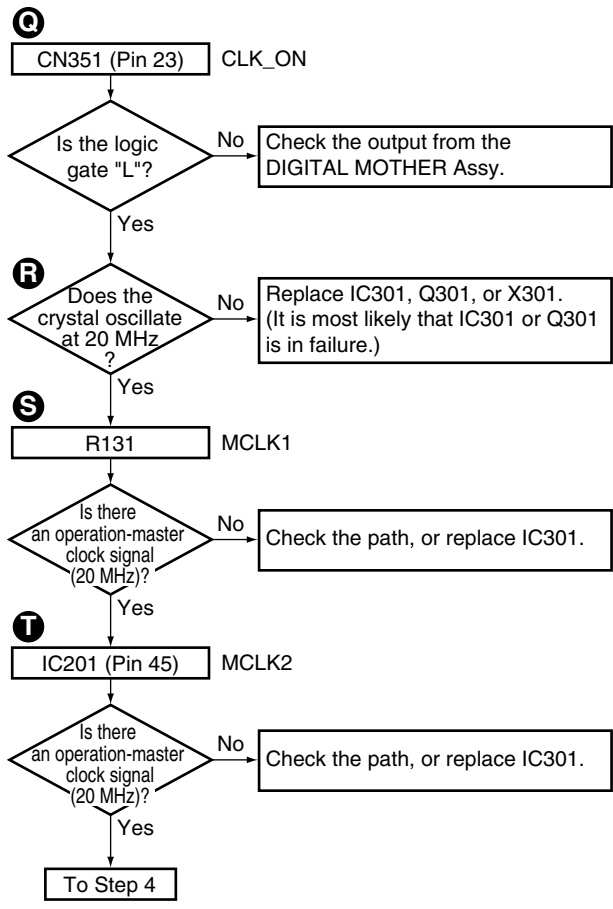 Q
CN351 (Pin 23) CLK_ON
Is the logic
gate "L"?
No
Check the output from the
DIGITAL MOTHER Assy.
Yes
R
Does the
crystal oscillate
at 20 MHz
?
No
Replace IC301, Q301, or X301.
(It is most likely that IC301 or Q301
is in failure.)
Yes
S
R131 MCLK1
Is there
an operation-master
clock signal
(20 MHz)?
No
Check the path, or replace IC301.
Yes
T
IC201 (Pin 45) MCLK2
Is there
an operation-master
clock signal
(20 MHz)?
No
Check the path, or replace IC301.
Yes
To Step 4